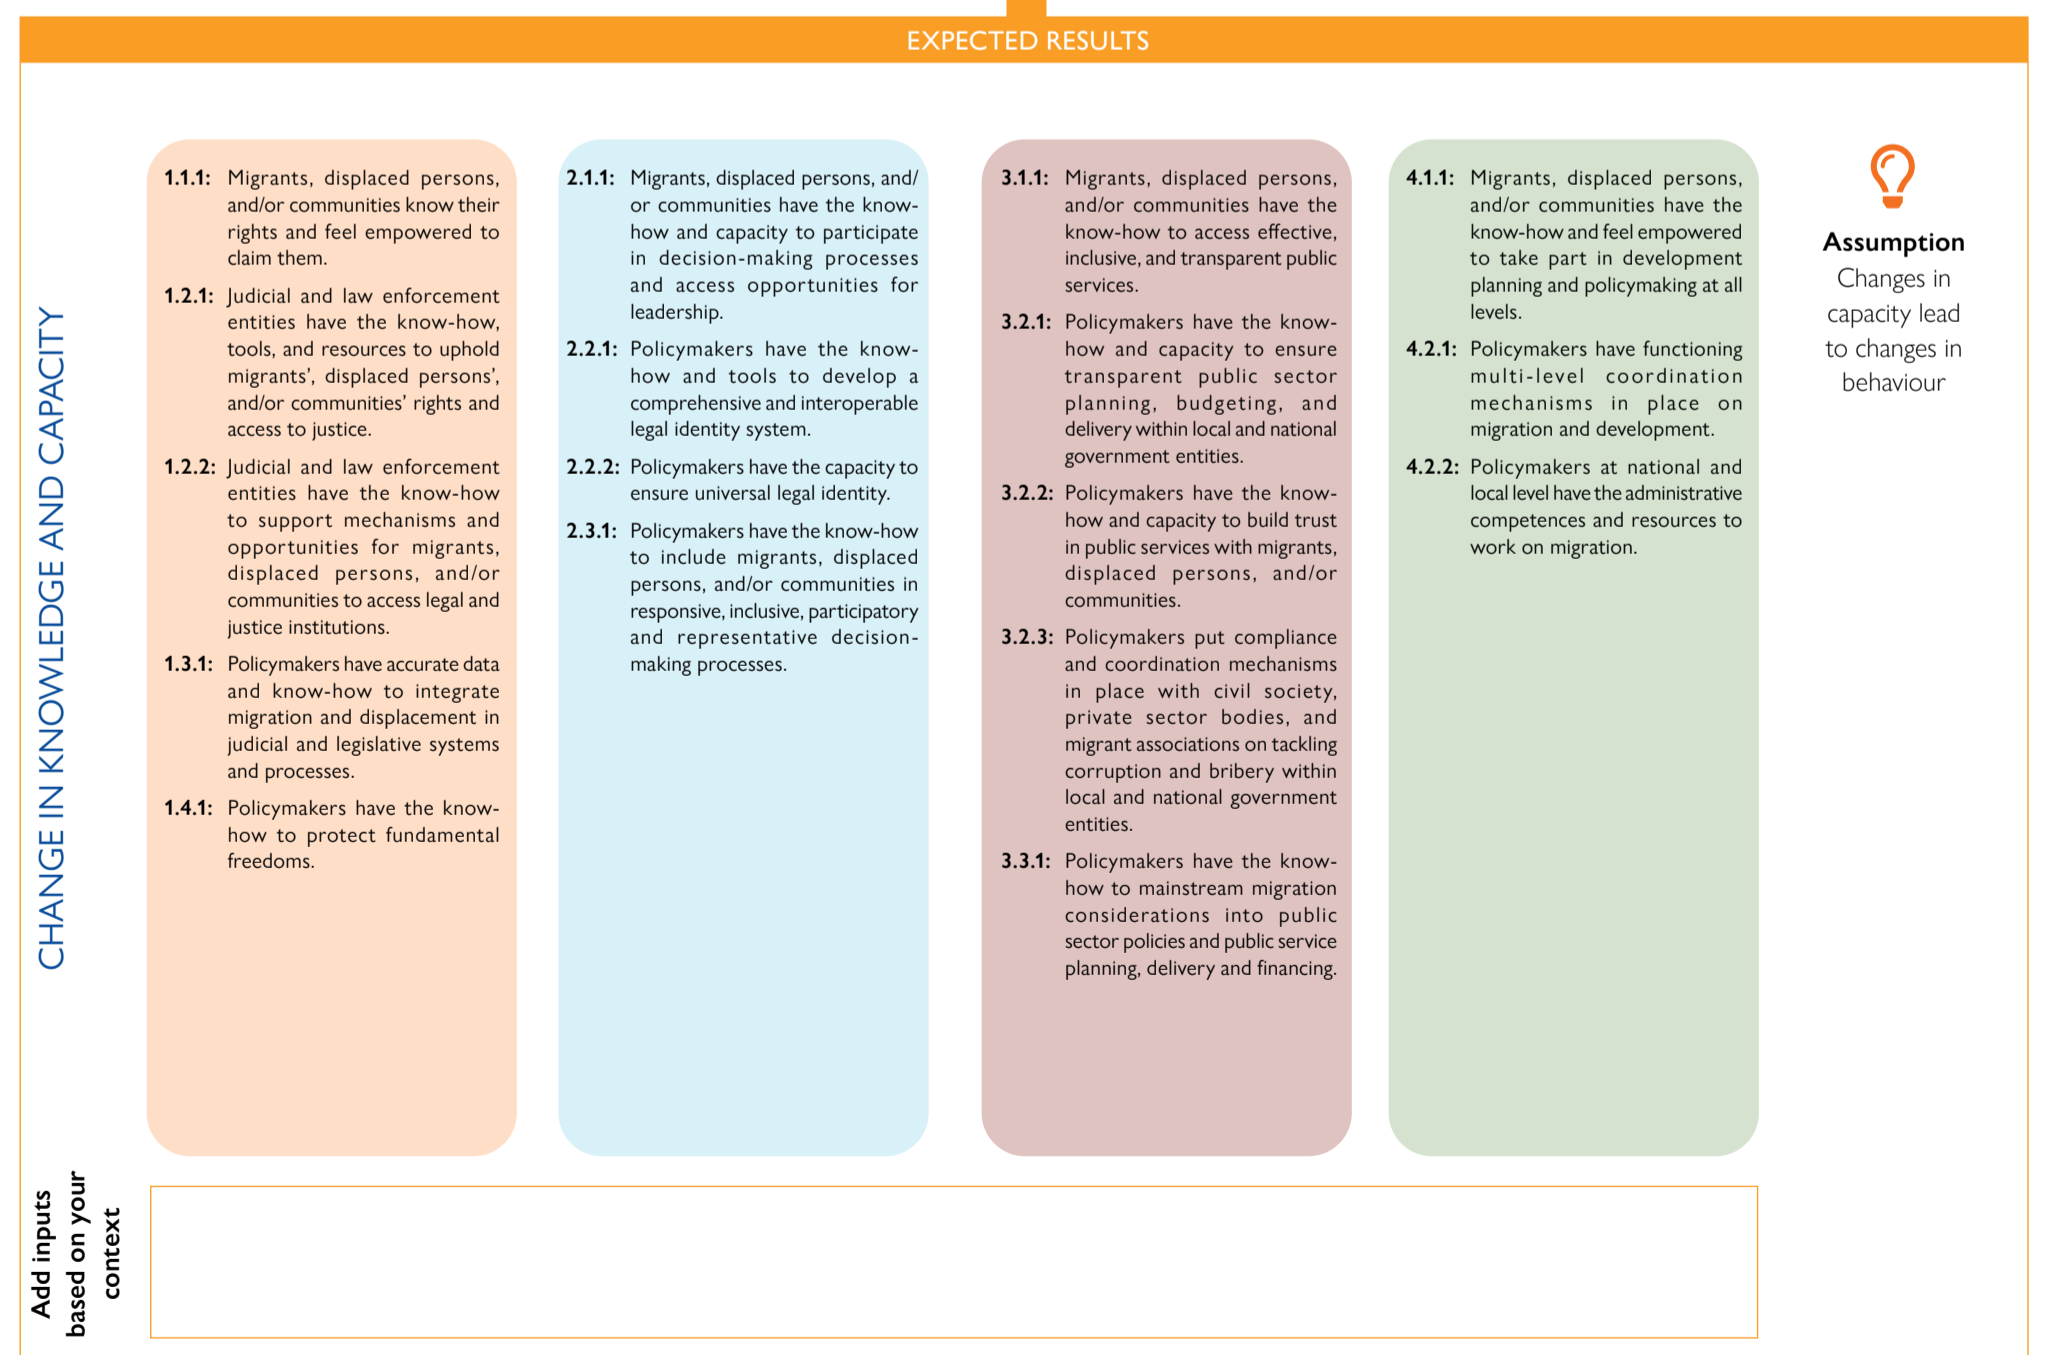 EXPECTED RESULTS
CHANGE IN KNOWLEDGE AND CAPACITY
1.1.1: Migrants, displaced persons,
and/or communities know their
rights and feel empowered to
claim them.
1.2.1: Judicial and law enforcement
entities have the know-how,
tools, and resources to uphold
migrants’, displaced persons’,
and/or communities’ rights and
access to justice.
1.2.2: Judicial and law enforcement
entities have the know-how
to support mechanisms and
opportunities for migrants,
displaced persons, and/or
communities to access legal and
justice institutions.
1.3.1: Policymakers have accurate data
and know-how to integrate
migration and displacement in
judicial and legislative systems
and processes.
1.4.1: Policymakers have the know-
how to protect fundamental
freedoms.
2.1.1: Migrants, displaced persons, and/
or communities have the know-
how and capacity to participate
in decision-making processes
and access opportunities for
leadership.
2.2.1: Policymakers have the know-
how and tools to develop a
comprehensive and interoperable
legal identity system.
2.2.2: Policymakers have the capacity to
ensure universal legal identity.
2.3.1: Policymakers have the know-how
to include migrants, displaced
persons, and/or communities in
responsive, inclusive, participatory
and representative decision-
making processes.
3.1.1: Migrants, displaced persons,
and/or communities have the
know-how to access effective,
inclusive, and transparent public
services.
3.2.1: Policymakers have the know-
how and capacity to ensure
transparent public sector
planning, budgeting, and
delivery within local and national
government entities.
3.2.2: Policymakers have the know-
how and capacity to build trust
in public services with migrants,
displaced persons, and/or
communities.
3.2.3: Policymakers put compliance
and coordination mechanisms
in place with civil society,
private sector bodies, and
migrant associations on tackling
corruption and bribery within
local and national government
entities.
3.3.1: Policymakers have the know-
how to mainstream migration
considerations into public
sector policies and public service
planning, delivery and financing.
4.1.1: Migrants, displaced persons,
and/or communities have the
know-how and feel empowered
to take part in development
planning and policymaking at all
levels.
4.2.1: Policymakers have functioning
multi-level coordination
mechanisms in place on
migration and development.
4.2.2: Policymakers at national and
local level have the administrative
competences and resources to
work on migration.
Assumption
Changes in
capacity lead
to changes in
behaviour
Add inputs
based on your
context